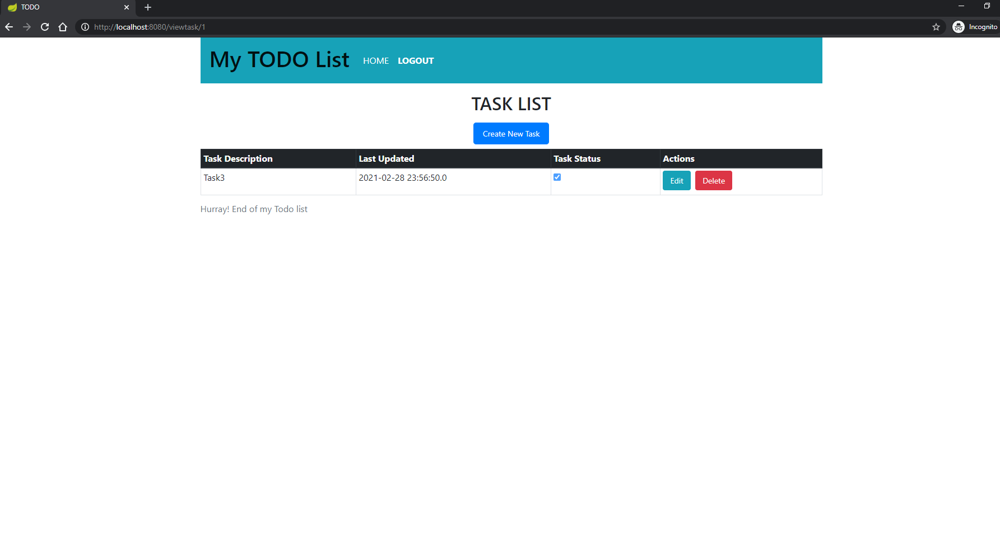 TODO
http://localhost:8080/viewtask/1
Incognito
My TODO List HOME LOGOUT
TASK LIST
Create New Task
Task Description Last Updated Task Status Actions
Task3 2021-02-28 23:56:50.0 Edit Delete
Hurray! End of my Todo list